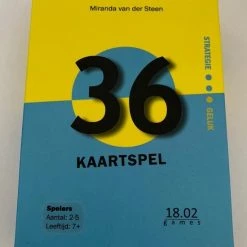 Miranda van der Steen
STRATEGIE
GELUK
36
KAARTSPEL
Spelers
Aantal: 2-5
Leeftijd: 7+
18.02
games